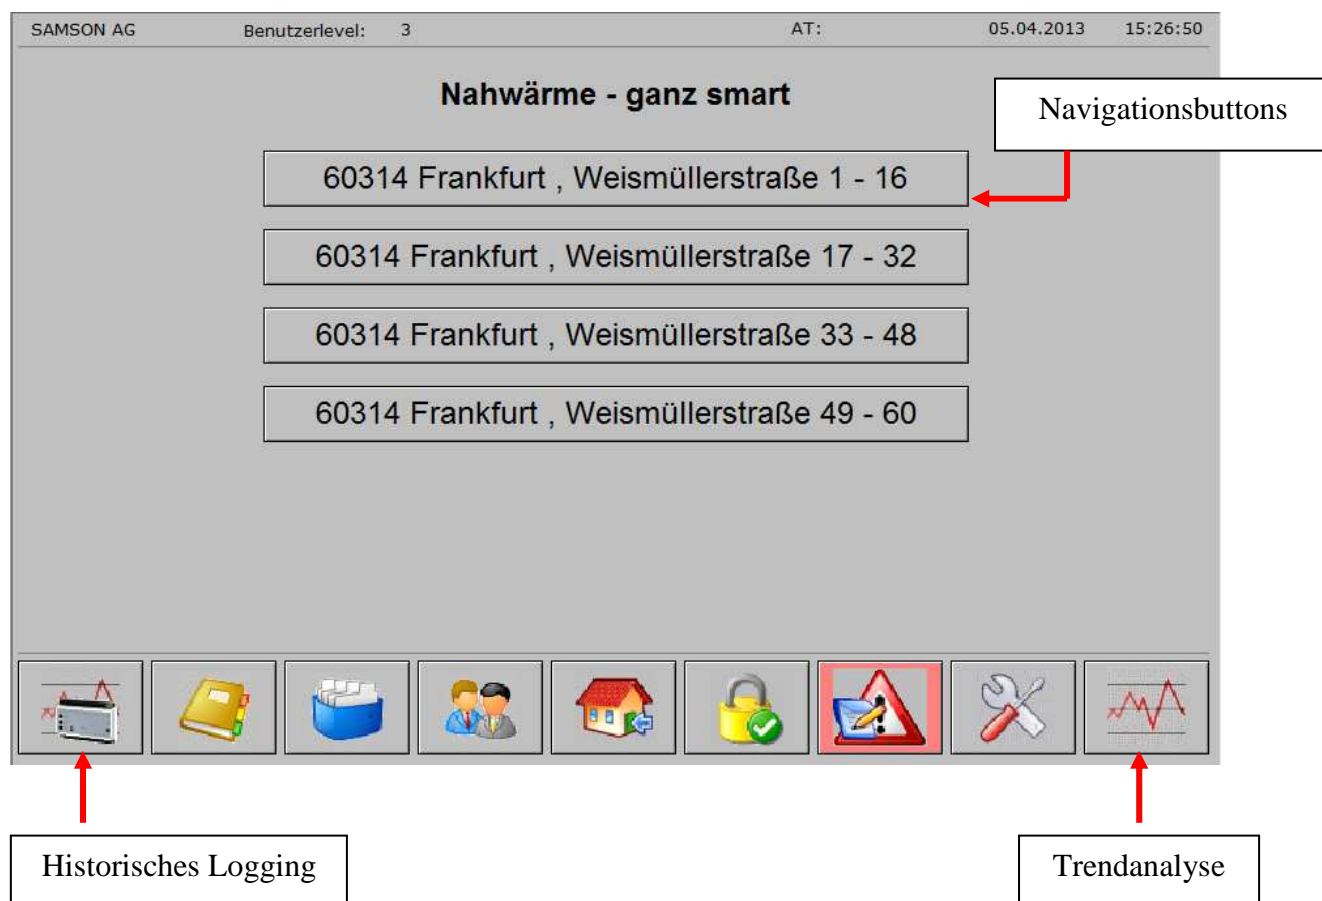 SAMSON AG Benutzerlevel: 3 AT: 05.04.2013 15:26:50
Nahwärme - ganz smart
Navigationsbuttons
60314 Frankfurt , Weismüllerstraße 1 - 16
60314 Frankfurt , Weismüllerstraße 17 - 32
60314 Frankfurt , Weismüllerstraße 33 - 48
60314 Frankfurt , Weismüllerstraße 49 - 60
Historisches Logging
Trendanalyse